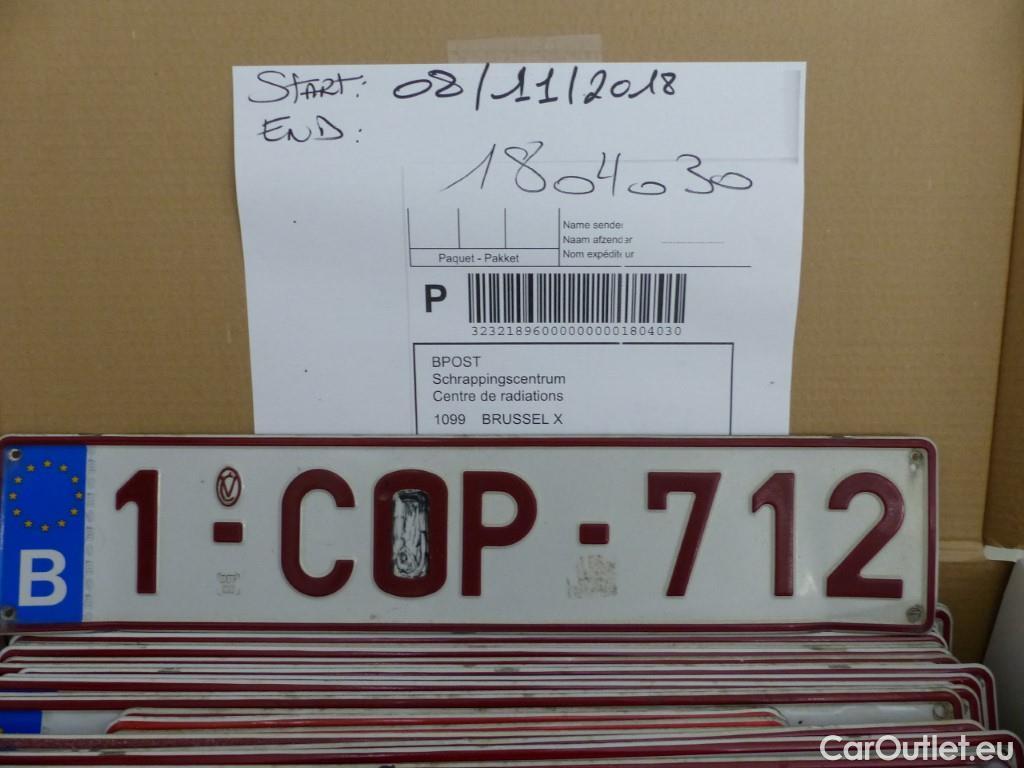 START: 08/11/2018
END:
1804030
Name sender
Naam afzender
Paquet - Pakket
Nom expéditeur
P
3232189600000000001804030
BPOST
Schrappingscentrum
Centre de radiations
1099 BRUSSEL X
B 1-COP-712
CarOutlet.eu